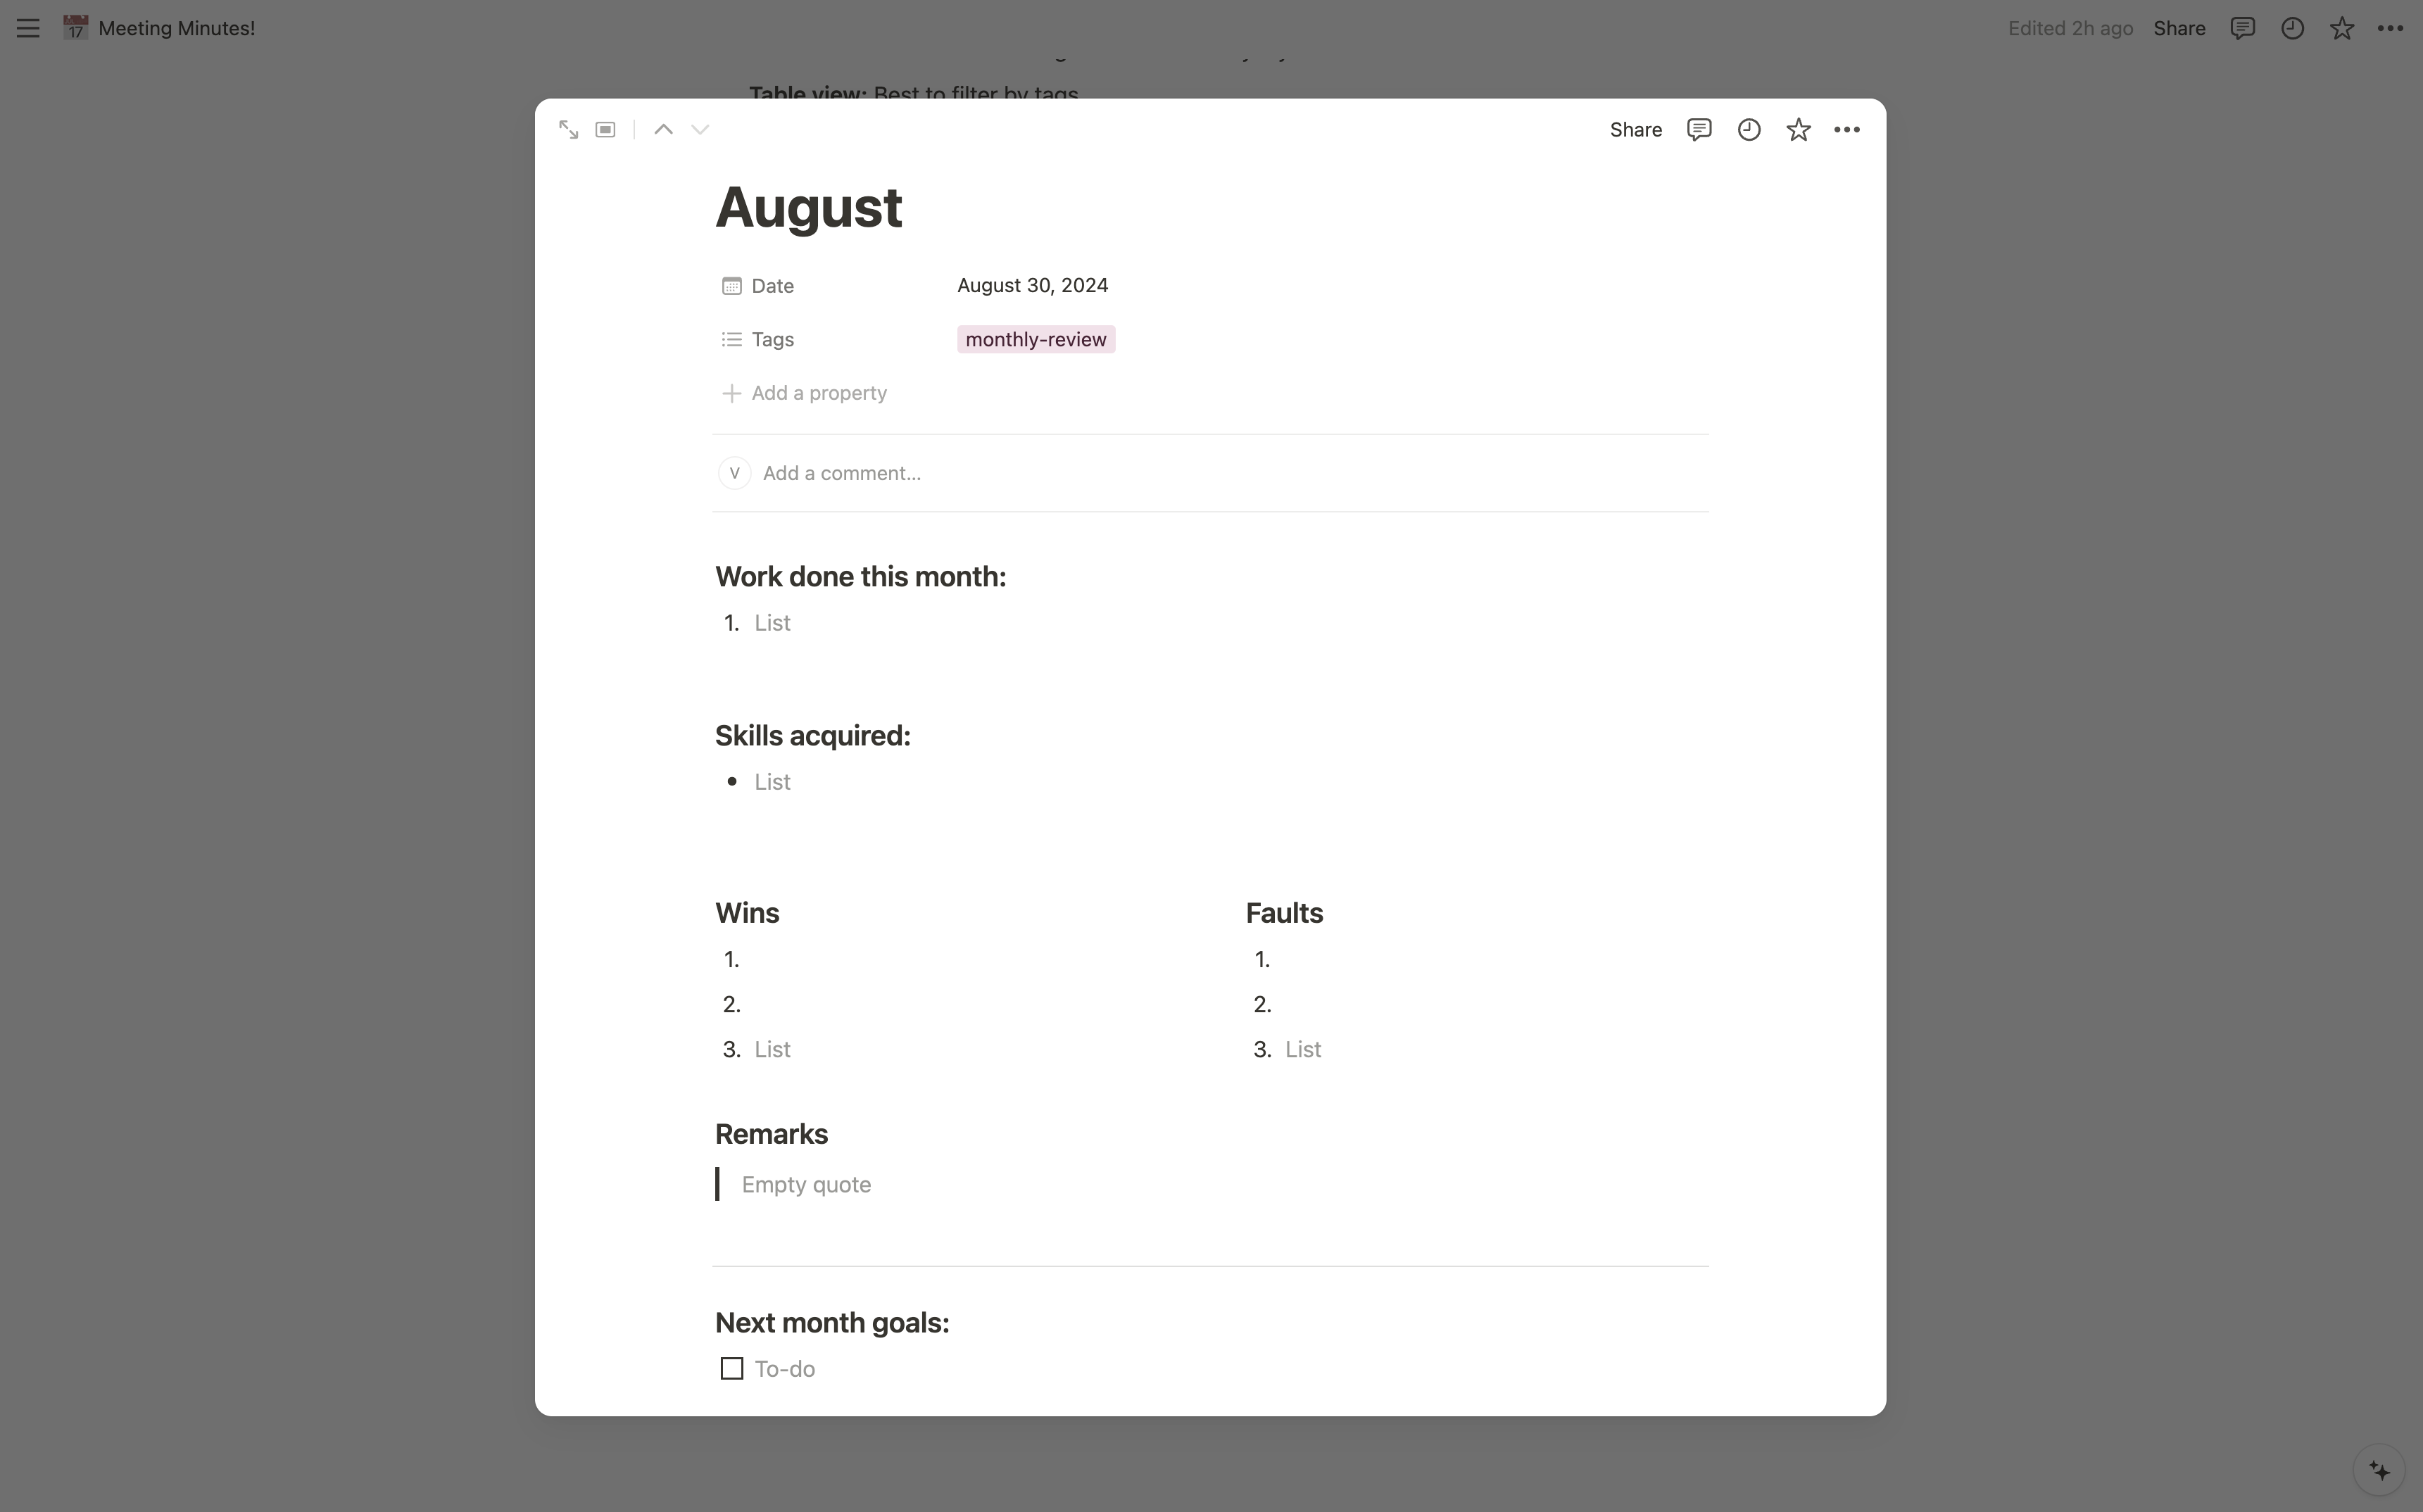 17 Meeting Minutes! Edited 2h ago Share
Table view: Best to filter by tags
Share
August
Date August 30, 2024
Tags monthly-review
Add a property
V Add a comment...
Work done this month:
1. List
Skills acquired:
• List
Wins Faults
1. 1.
2. 2.
3. List 3. List
Remarks
Empty quote
Next month goals:
To-do